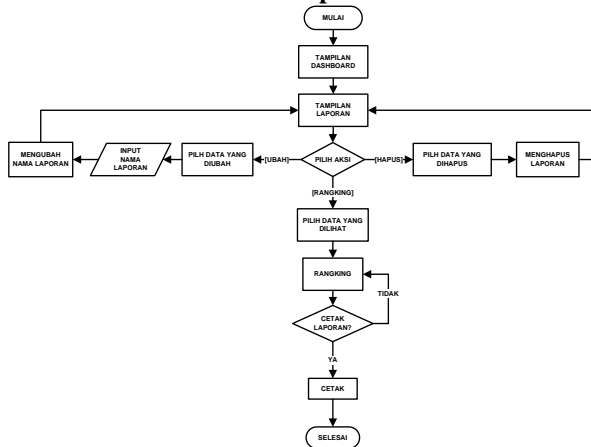 MULAI
TAMPILAN
DASHBOARD
TAMPILAN
LAPORAN
MENGUBAH
NAMA LAPORAN
INPUT
NAMA
LAPORAN
PILH DATA YANG
DIUBAH
[UBAH]
PILIH AKSI
[HAPUS]
PILH DATA YANG
DIHAPUS
MENGHAPUS
LAPORAN
[RANGKING]
PILIH DATA YANG
DILIHAT
RANGKING
TIDAK
CETAK
LAPORAN?
YA
CETAK
SELESAI